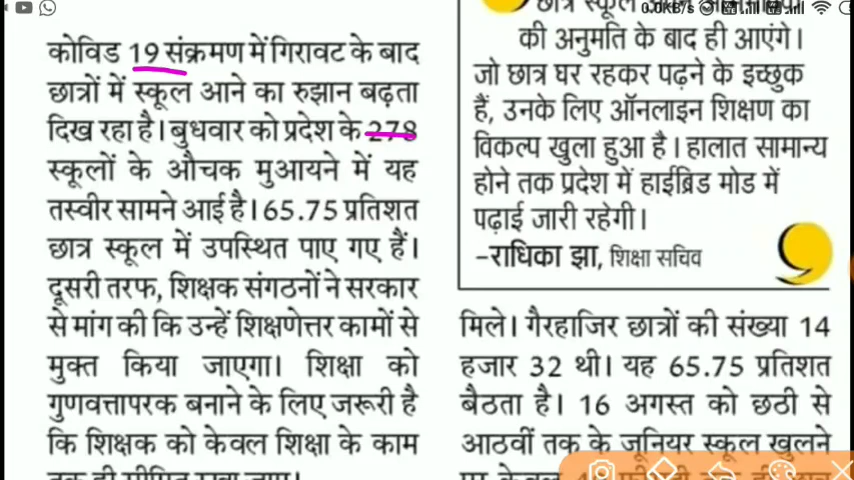 0.0KB/s
कोविड 19 संक्रमण में गिरावट के बाद
छात्रों में स्कूल आने का रुझान बढ़ता
दिख रहा है। बुधवार को प्रदेश के 278
स्कूलों के औचक मुआयने में यह
तस्वीर सामने आई है। 65.75 प्रतिशत
छात्र स्कूल में उपस्थित पाए गए हैं।
दूसरी तरफ, शिक्षक संगठनों ने सरकार
से मांग की कि उन्हें शिक्षणेत्तर कामों से
मुक्त किया जाएगा। शिक्षा को
गुणवत्तापरक बनाने के लिए जरूरी है
कि शिक्षक को केवल शिक्षा के काम
छात्र स्कूल
की अनुमति के बाद ही आएंगे।
जो छात्र घर रहकर पढ़ने के इच्छुक
हैं, उनके लिए ऑनलाइन शिक्षण का
विकल्प खुला हुआ है। हालात सामान्य
होने तक प्रदेश में हाईब्रिड मोड में
पढ़ाई जारी रहेगी।
–राधिका झा, शिक्षा सचिव
मिले। गैरहाजिर छात्रों की संख्या 14
हजार 32 थी। यह 65.75 प्रतिशत
बैठता है। 16 अगस्त को छठी से
आठवीं तक के जूनियर स्कूल खुलने